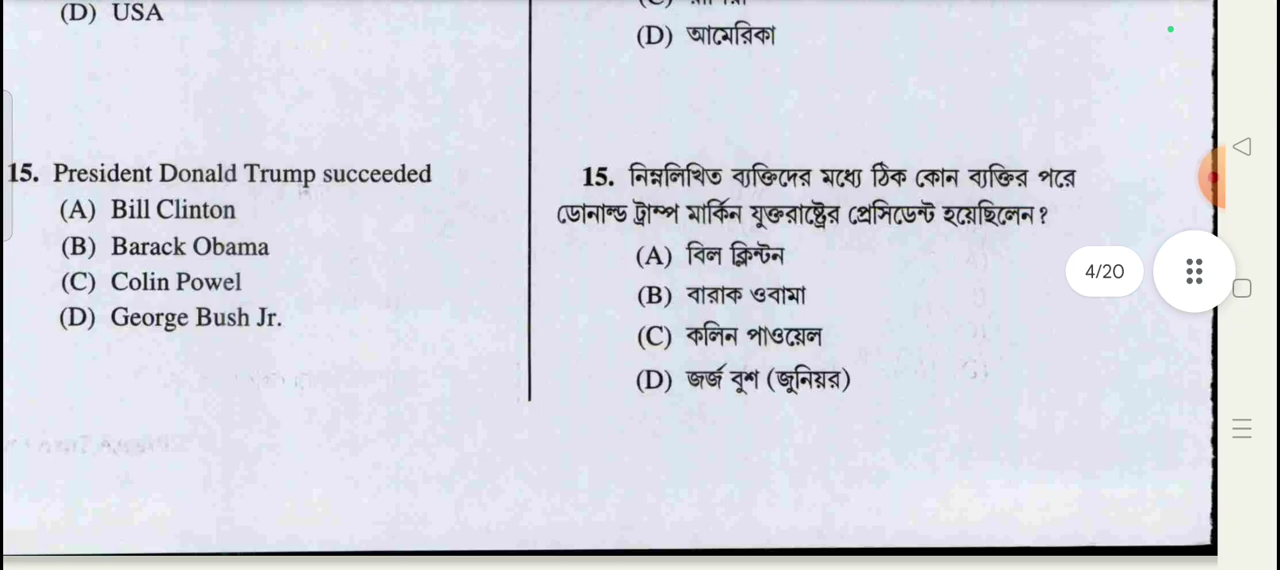 (D) USA
15. President Donald Trump succeeded
(A) Bill Clinton
(B) Barack Obama
(C) Colin Powel
(D) George Bush Jr.
(D) আমেরিকা
15. নিম্নলিখিত ব্যক্তিদের মধ্যে ঠিক কোন ব্যক্তির পরে
ডোনাল্ড ট্রাম্প মার্কিন যুক্তরাষ্ট্রের প্রেসিডেন্ট হয়েছিলেন?
(A) বিল ক্লিন্টন
(B) বারাক ওবামা
(C) কলিন পাওয়েল
(D) জর্জ বুশ (জুনিয়র)
4/20